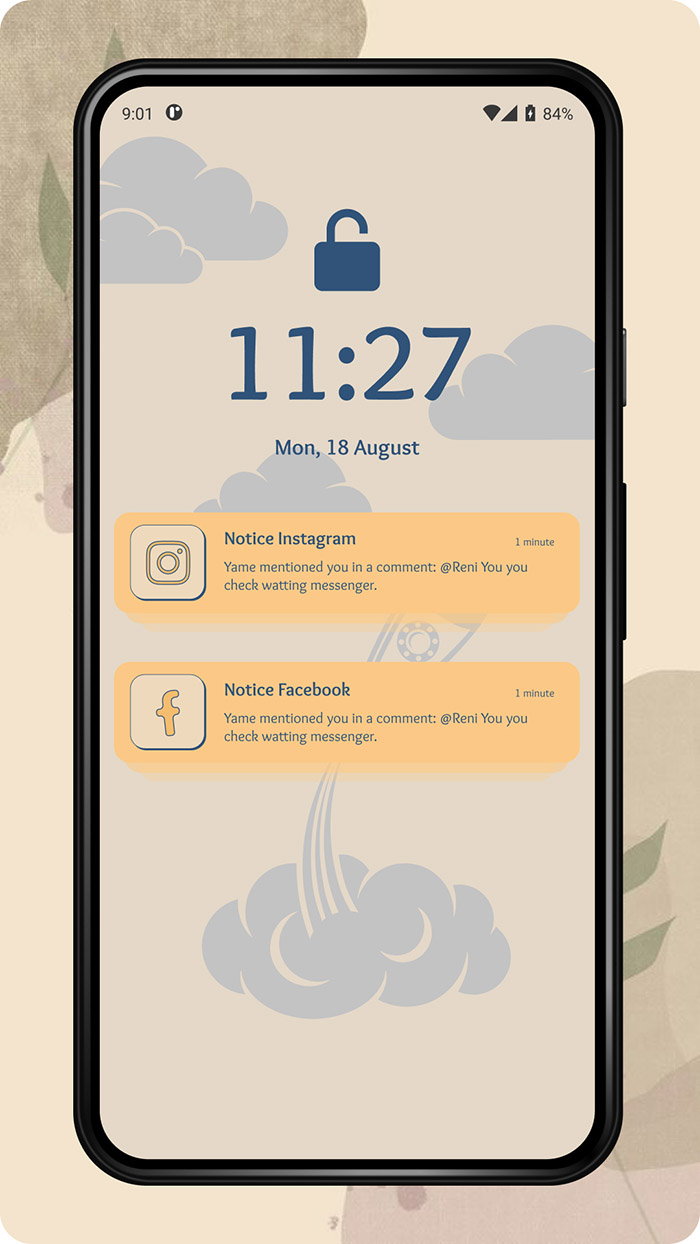 9:01
84%
11:27
Mon, 18 August
Notice Instagram
1 minute
Yame mentioned you in a comment: @Reni You you
check watting messenger.
Notice Facebook
1 minute
Yame mentioned you in a comment: @Reni You you
check watting messenger.